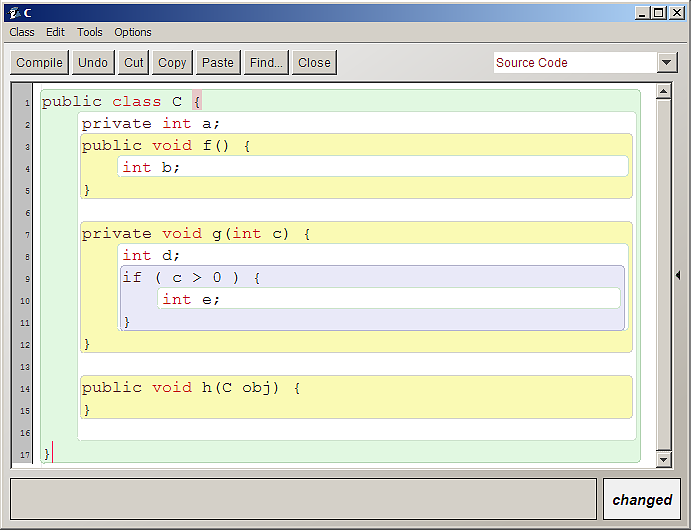 C
Class Edit Tools Options
Compile Undo Cut Copy Paste Find... Close Source Code
1 public class C {
2 private int a;
3 public void f() {
4 int b;
5 }
6
7 private void g(int c) {
8 int d;
9 if ( c > 0 ) {
10 int e;
11 }
12 }
13
14 public void h(C obj) {
15 }
16
17 }
changed